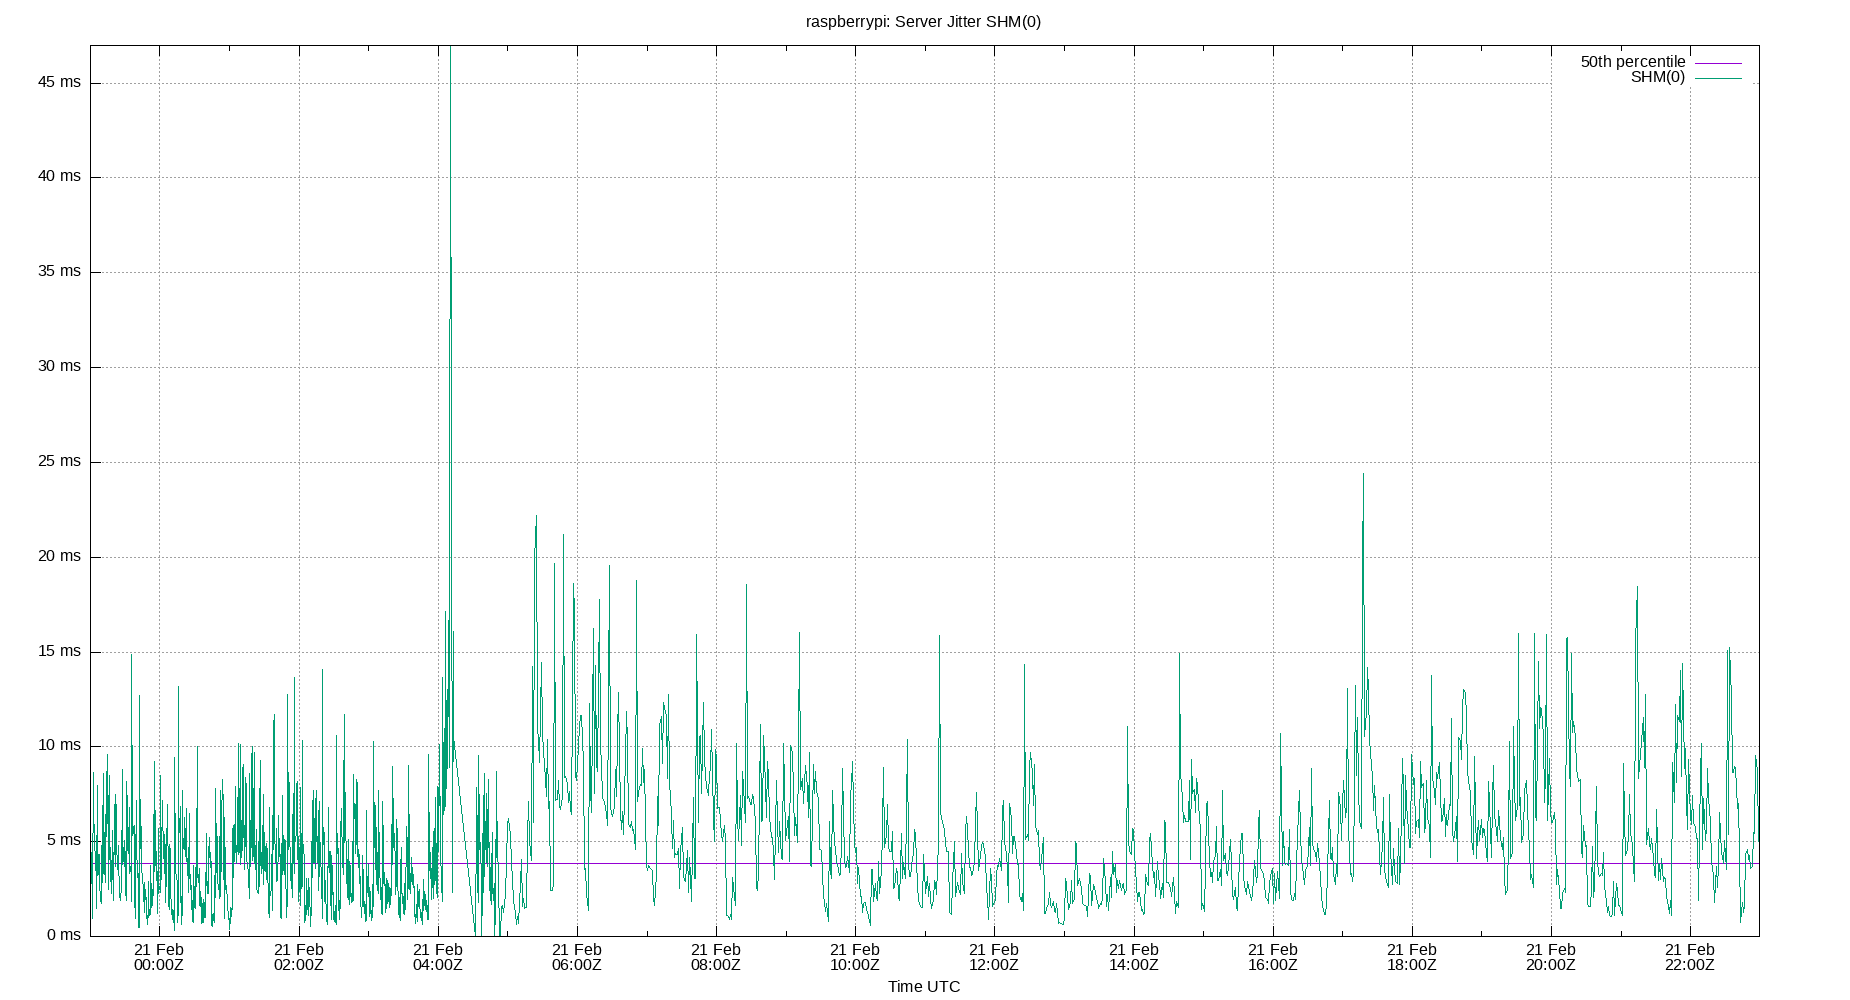 raspberrypi: Server Jitter SHM(0)
50th percentile
SHM(0)
45 ms
40 ms
35 ms
30 ms
25 ms
20 ms
15 ms
10 ms
5 ms
0 ms
21 Feb 21 Feb 21 Feb 21 Feb 21 Feb 21 Feb 21 Feb 21 Feb 21 Feb 21 Feb 21 Feb 21 Feb
00:00Z 02:00Z 04:00Z 06:00Z 08:00Z 10:00Z 12:00Z 14:00Z 16:00Z 18:00Z 20:00Z 22:00Z
Time UTC